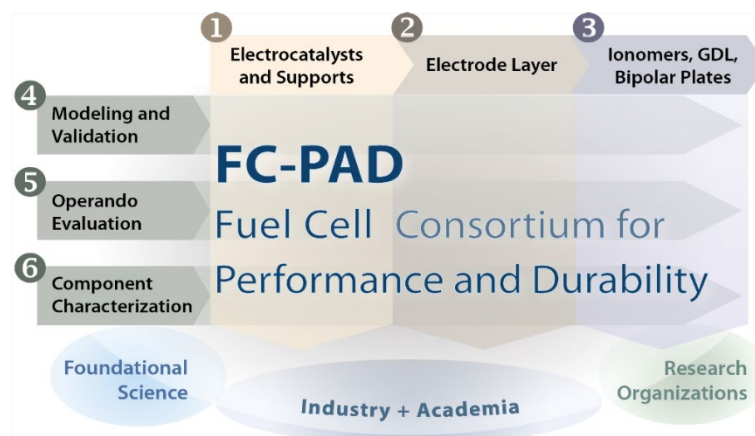 1
Electrocatalysts
and Supports
2
Electrode Layer
3
Ionomers, GDL,
Bipolar Plates
4
Modeling and
Validation
5
Operando
Evaluation
6
Component
Characterization
FC-PAD
Fuel Cell Consortium for
Performance and Durability
Foundational
Science
Industry + Academia
Research
Organizations